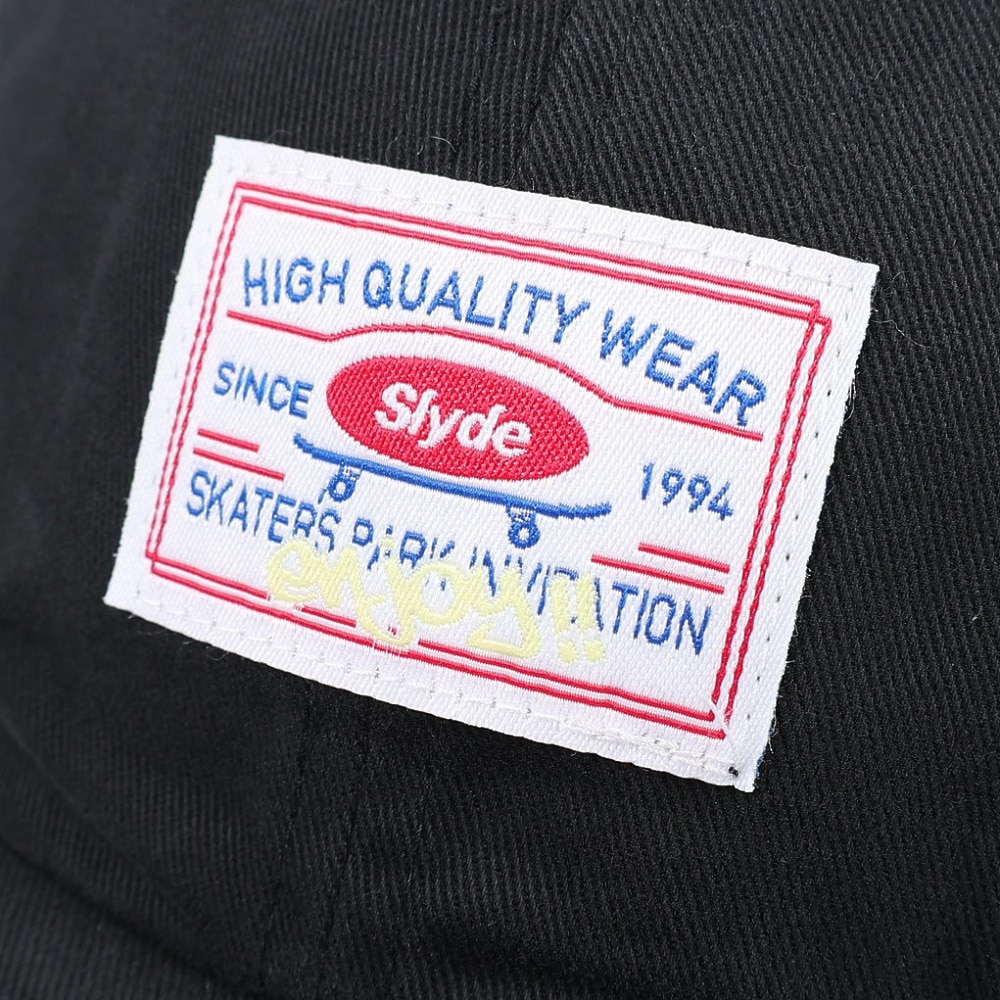 HIGH QUALITY WEAR
SINCE
Slyde
1994
SKATERS PARK INVITATION
enjoy!!